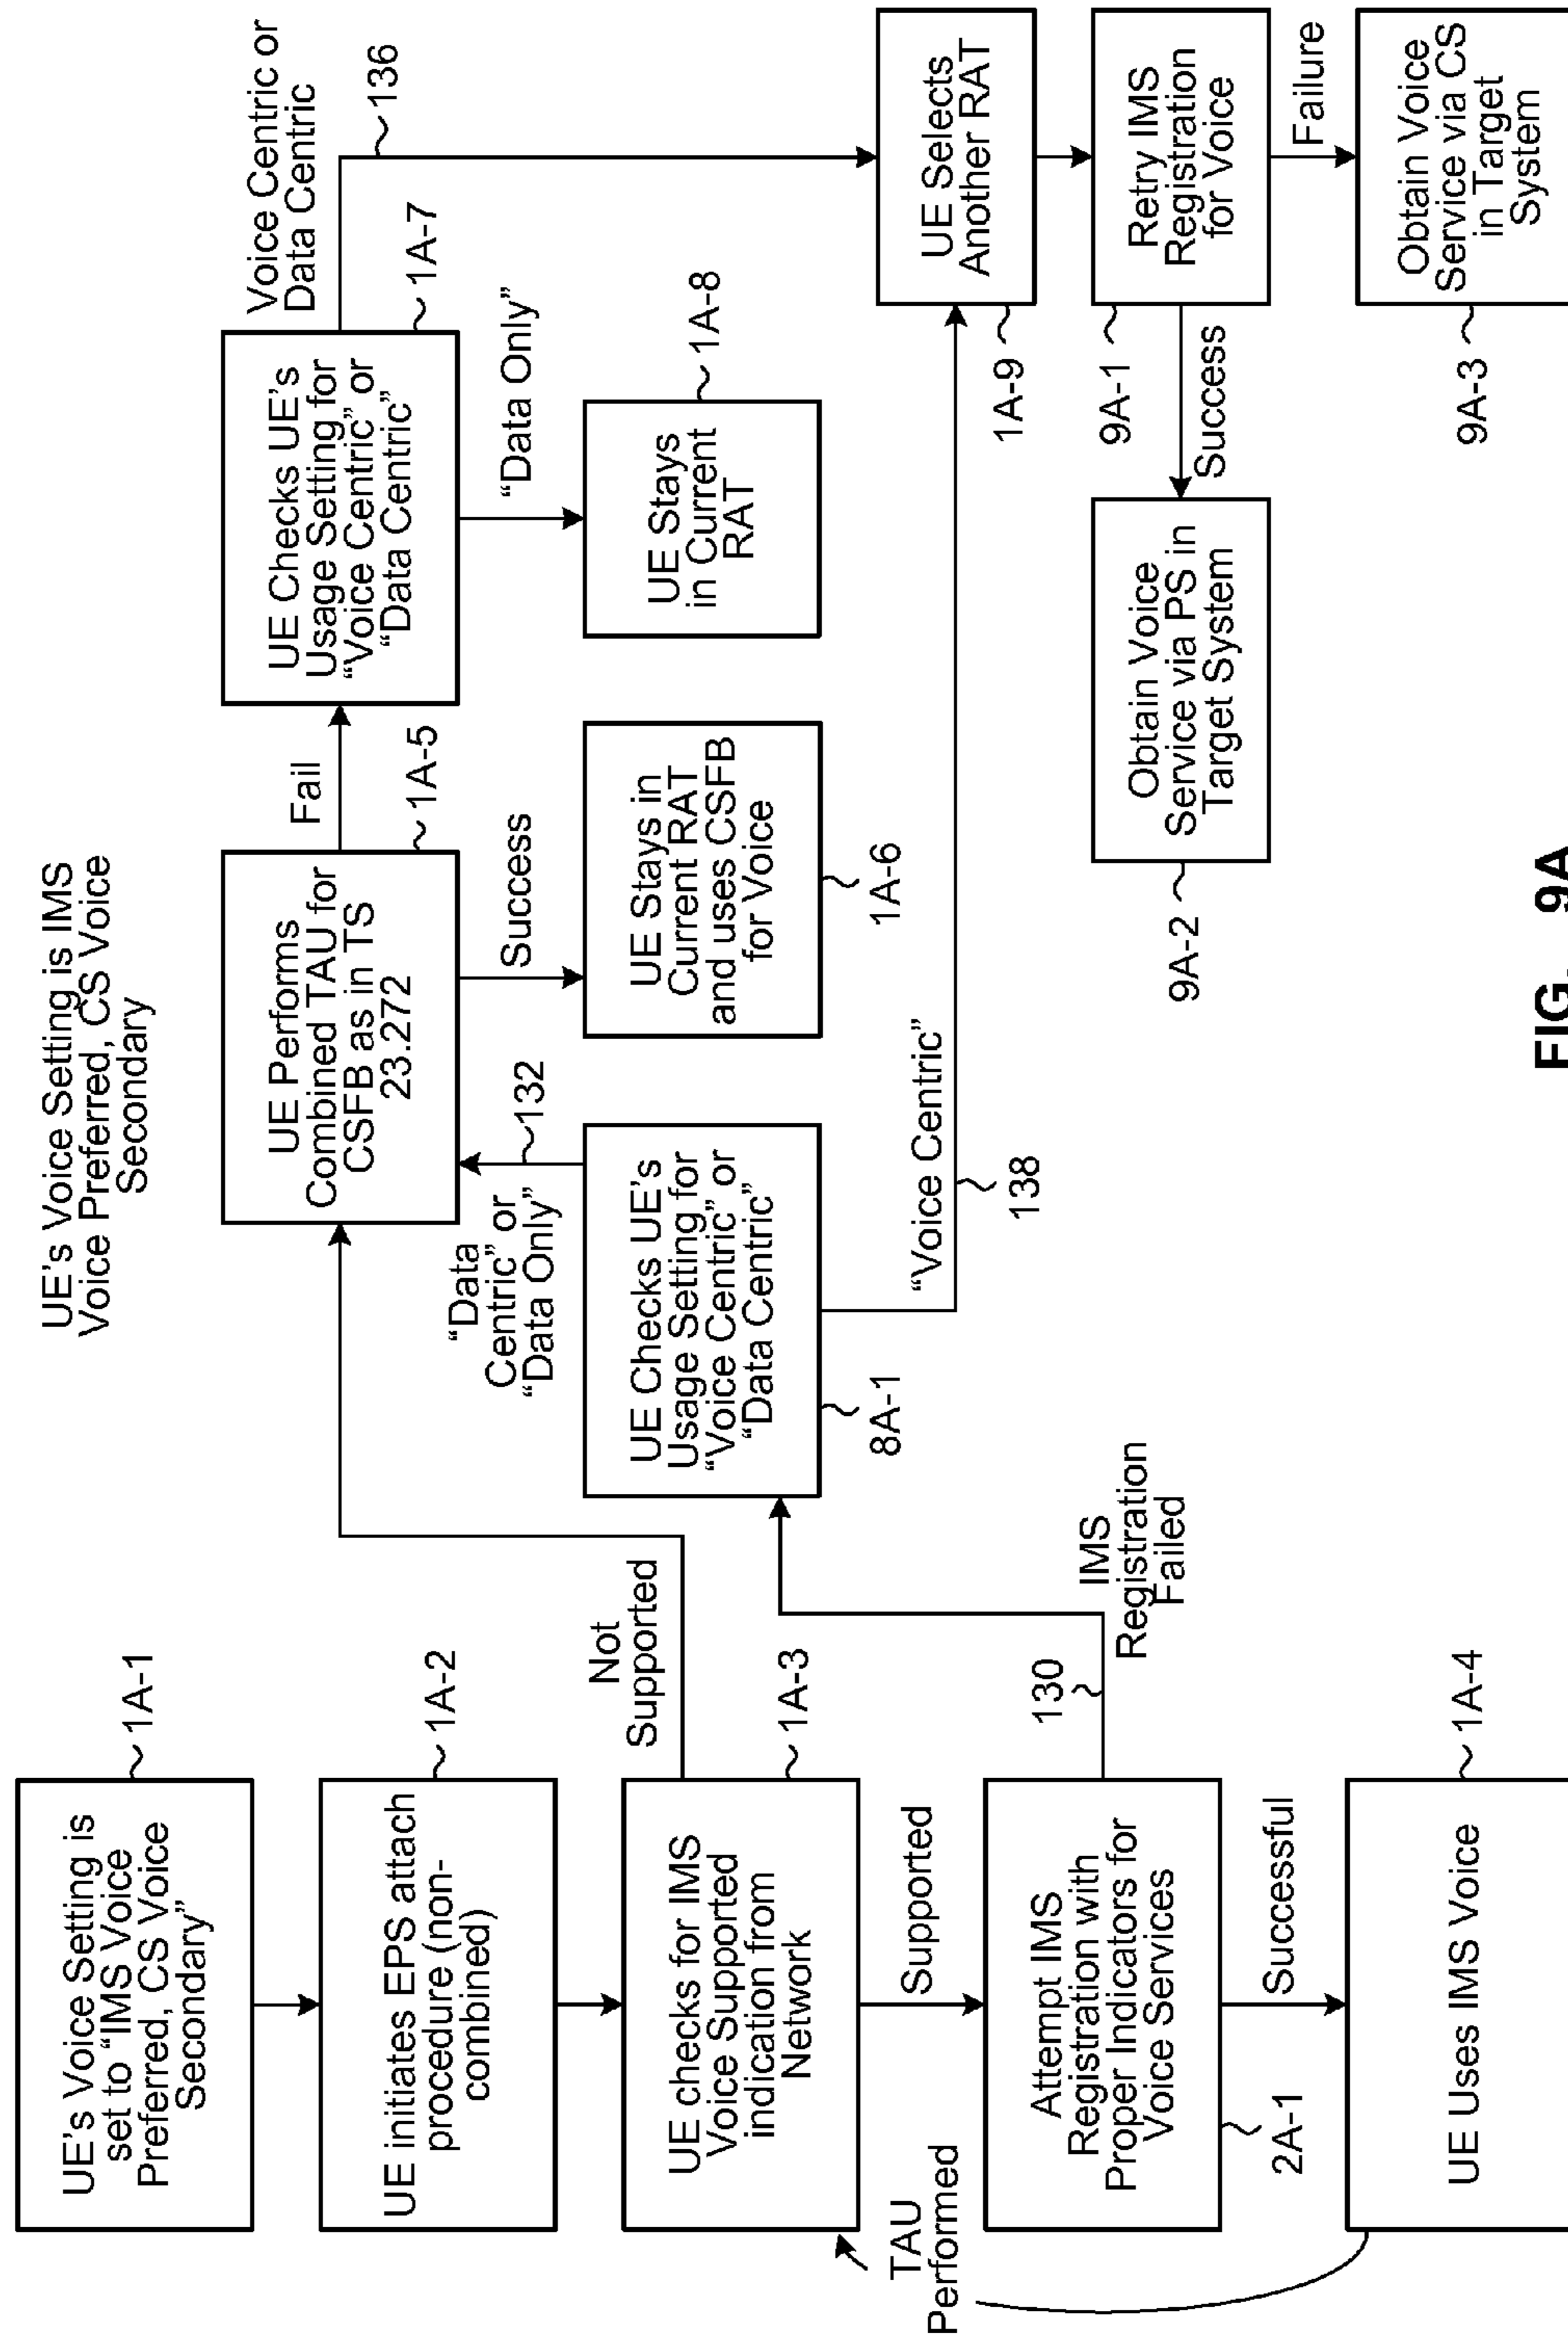 UE's Voice Setting is IMS
Voice Preferred, CS Voice
Secondary
UE's Voice Setting is
set to "IMS Voice
Preferred, CS Voice
Secondary"
1A-1
UE initiates EPS attach
procedure (non-
combined)
1A-2
UE checks for IMS
Voice Supported
indication from
Network
1A-3
Not
Supported
Supported
TAU
Performed
Attempt IMS
Registration with
Proper Indicators for
Voice Services
2A-1
130
IMS
Registration
Failed
Successful
UE Uses IMS Voice
1A-4
UE Performs
Combined TAU for
CSFB as in TS
23.272
1A-5
Fail
Success
"Data
Centric" or
"Data Only"
132
UE Checks UE's
Usage Setting for
"Voice Centric" or
"Data Centric"
8A-1
UE Stays in
Current RAT
and uses CSFB
for Voice
1A-6
"Voice Centric"
138
UE Checks UE's
Usage Setting for
"Voice Centric" or
"Data Centric"
1A-7
Voice Centric or
Data Centric
136
"Data Only"
UE Stays
in Current
RAT
1A-8
UE Selects
Another RAT
1A-9
Retry IMS
Registration
for Voice
9A-1
Success
Obtain Voice
Service via PS in
Target System
9A-2
Failure
Obtain Voice
Service via CS
in Target
System
9A-3
FIG. 9A